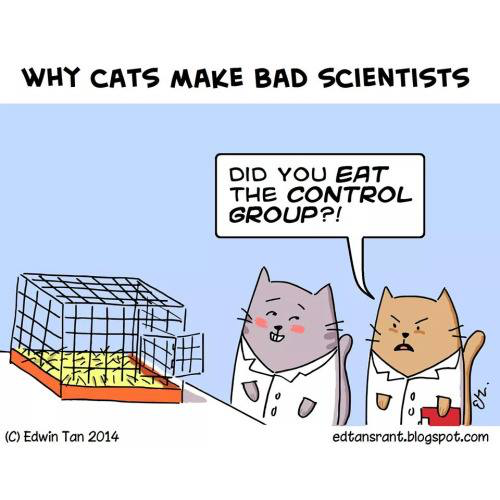 WHY CATS MAKE BAD SCIENTISTS
DID YOU EAT
THE CONTROL
GROUP?!
(C) Edwin Tan 2014
edtansrant.blogspot.com